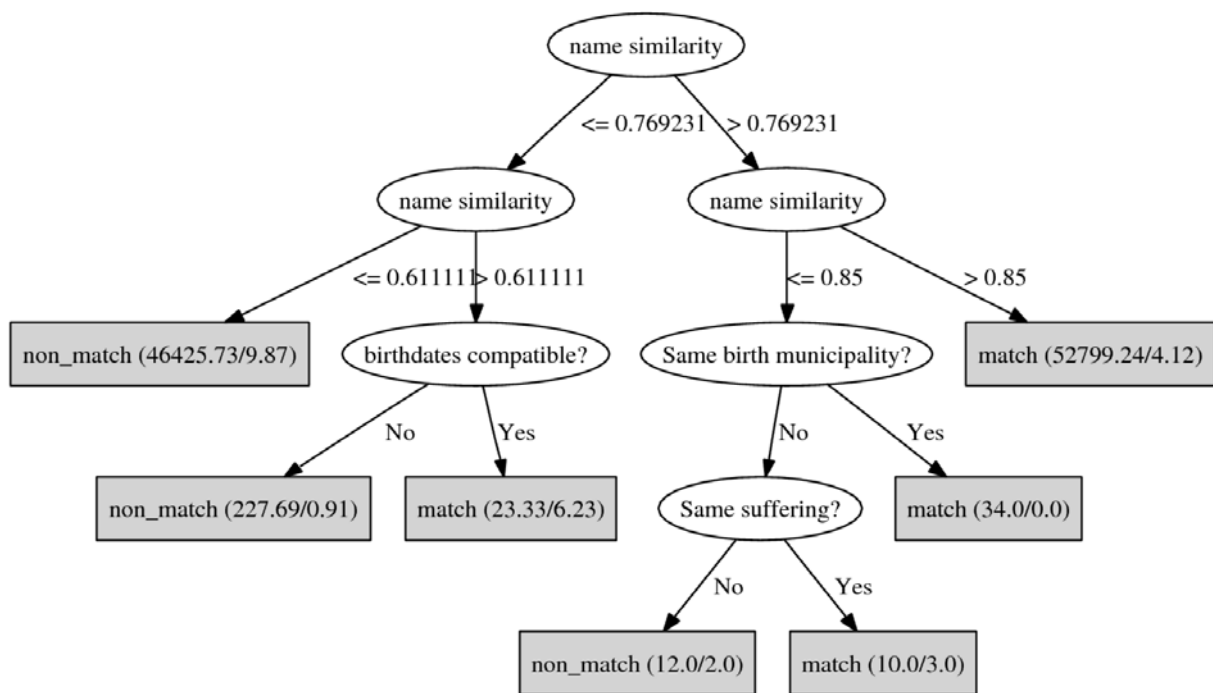 name similarity
<= 0.769231
> 0.769231
name similarity
name similarity
<= 0.611111
> 0.611111
<= 0.85
> 0.85
non_match (46425.73/9.87)
birthdates compatible?
Same birth municipality?
match (52799.24/4.12)
No
Yes
No
Yes
non_match (227.69/0.91)
match (23.33/6.23)
Same suffering?
match (34.0/0.0)
No
Yes
non_match (12.0/2.0)
match (10.0/3.0)